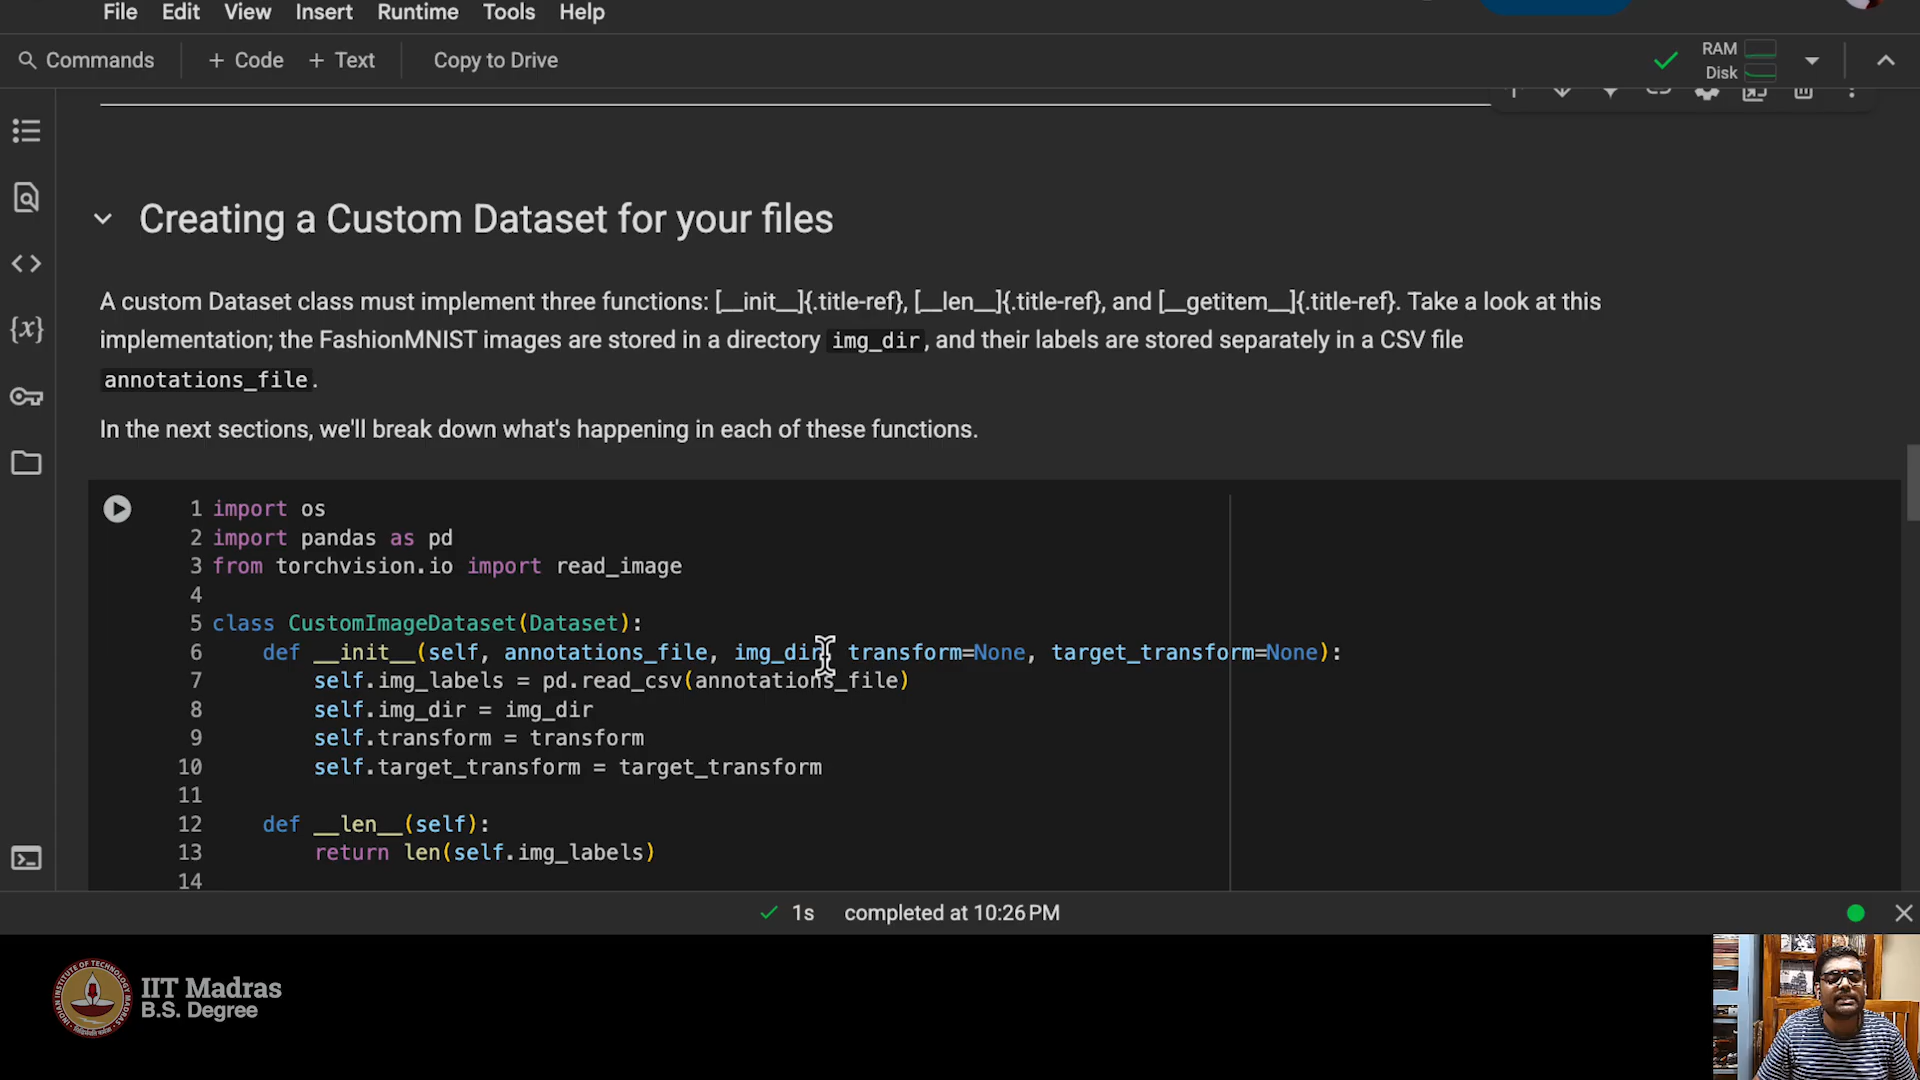 File Edit View Insert Runtime Tools Help
Commands + Code + Text Copy to Drive RAM
Disk
Creating a Custom Dataset for your files
A custom Dataset class must implement three functions: [__init__]{.title-ref}, [__len__]{.title-ref}, and [__getitem__]{.title-ref}. Take a look at this
implementation; the FashionMNIST images are stored in a directory img_dir, and their labels are stored separately in a CSV file
annotations_file.
In the next sections, we'll break down what's happening in each of these functions.
1 import os
2 import pandas as pd
3 from torchvision.io import read_image
4
5 class CustomImageDataset(Dataset):
6 def __init__(self, annotations_file, img_dir, transform=None, target_transform=None):
7 self.img_labels = pd.read_csv(annotations_file)
8 self.img_dir = img_dir
9 self.transform = transform
10 self.target_transform = target_transform
11
12 def __len__(self):
13 return len(self.img_labels)
14
1s completed at 10:26 PM
IIT Madras
B.S. Degree